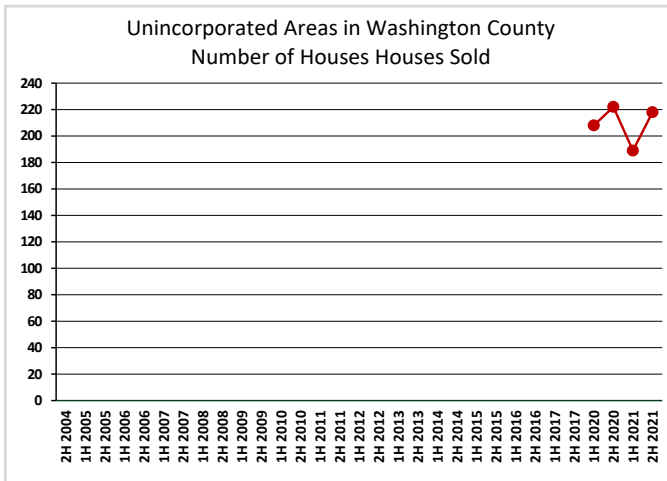 Unincorporated Areas in Washington County
Number of Houses Houses Sold
240
220
200
180
160
140
120
100
80
60
40
20
0
2H 2004
1H 2005
2H 2005
1H 2006
2H 2006
1H 2007
2H 2007
1H 2008
2H 2008
1H 2009
2H 2009
1H 2010
2H 2010
1H 2011
2H 2011
1H 2012
2H 2012
1H 2013
2H 2013
1H 2014
2H 2014
1H 2015
2H 2015
1H 2016
2H 2016
1H 2017
2H 2017
1H 2020
2H 2020
1H 2021
2H 2021